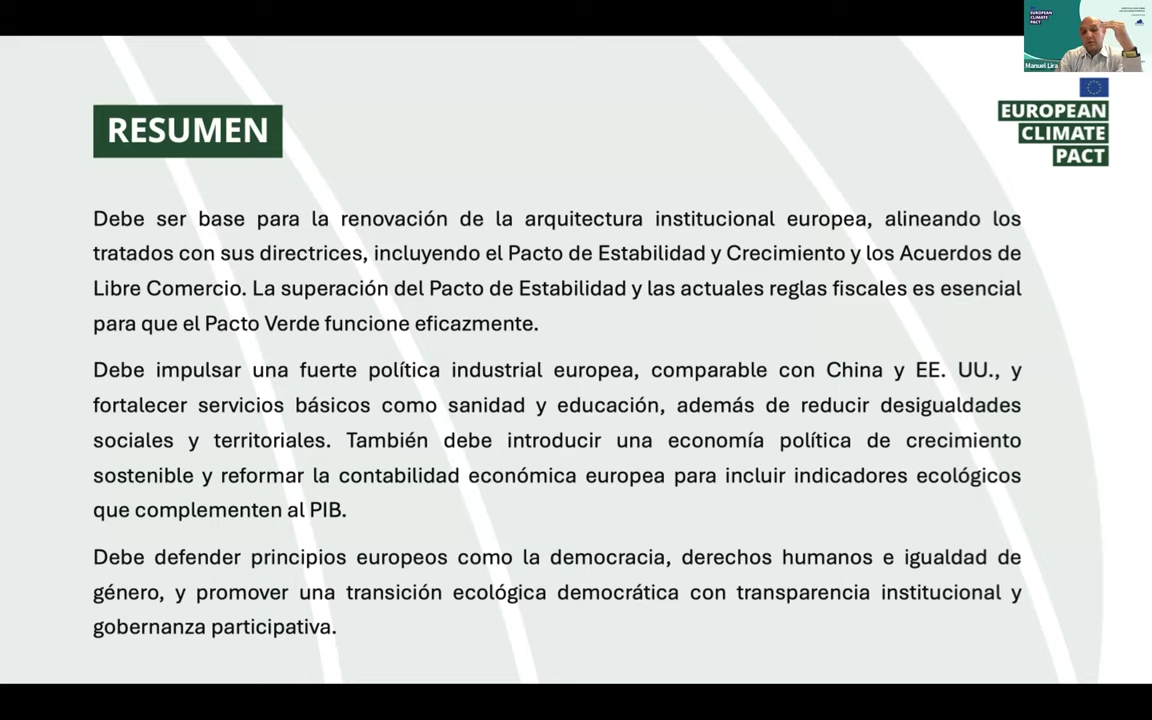 RESUMEN
EUROPEAN
CLIMATE
PACT
Debe ser base para la renovación de la arquitectura institucional europea, alineando los
tratados con sus directrices, incluyendo el Pacto de Estabilidad y Crecimiento y los Acuerdos de
Libre Comercio. La superación del Pacto de Estabilidad y las actuales reglas fiscales es esencial
para que el Pacto Verde funcione eficazmente.
Debe impulsar una fuerte política industrial europea, comparable con China y EE. UU., y
fortalecer servicios básicos como sanidad y educación, además de reducir desigualdades
sociales y territoriales. También debe introducir una economía política de crecimiento
sostenible y reformar la contabilidad económica europea para incluir indicadores ecológicos
que complementen al PIB.
Debe defender principios europeos como la democracia, derechos humanos e igualdad de
género, y promover una transición ecológica democrática con transparencia institucional y
gobernanza participativa.
EUROPEAN
CLIMATE
PACT
Manuel Lira